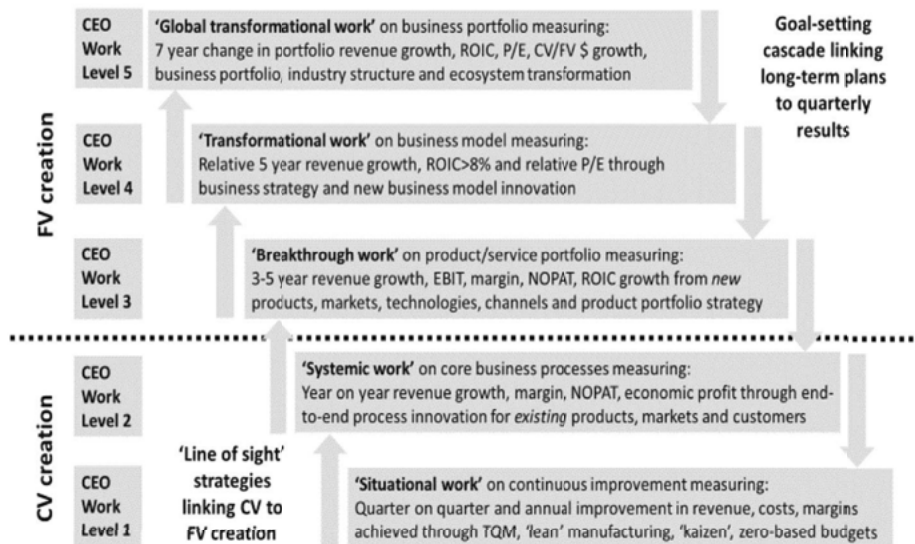 CEO
Work
Level 5
'Global transformational work' on business portfolio measuring:
7 year change in portfolio revenue growth, ROIC, P/E, CV/FV $ growth,
business portfolio, industry structure and ecosystem transformation
Goal-setting
cascade linking
long-term plans
to quarterly
results
FV creation
CEO
Work
Level 4
'Transformational work' on business model measuring:
Relative 5 year revenue growth, ROIC>8% and relative P/E through
business strategy and new business model innovation
CEO
Work
Level 3
'Breakthrough work' on product/service portfolio measuring:
3-5 year revenue growth, EBIT, margin, NOPAT, ROIC growth from new
products, markets, technologies, channels and product portfolio strategy
CV creation
CEO
Work
Level 2
'Systemic work' on core business processes measuring:
Year on year revenue growth, margin, NOPAT, economic profit through end-
to-end process innovation for existing products, markets and customers
'Line of sight'
strategies
linking CV to
FV creation
CEO
Work
Level 1
'Situational work' on continuous improvement measuring:
Quarter on quarter and annual improvement in revenue, costs, margins
achieved through TQM, 'lean' manufacturing, 'kaizen', zero-based budgets